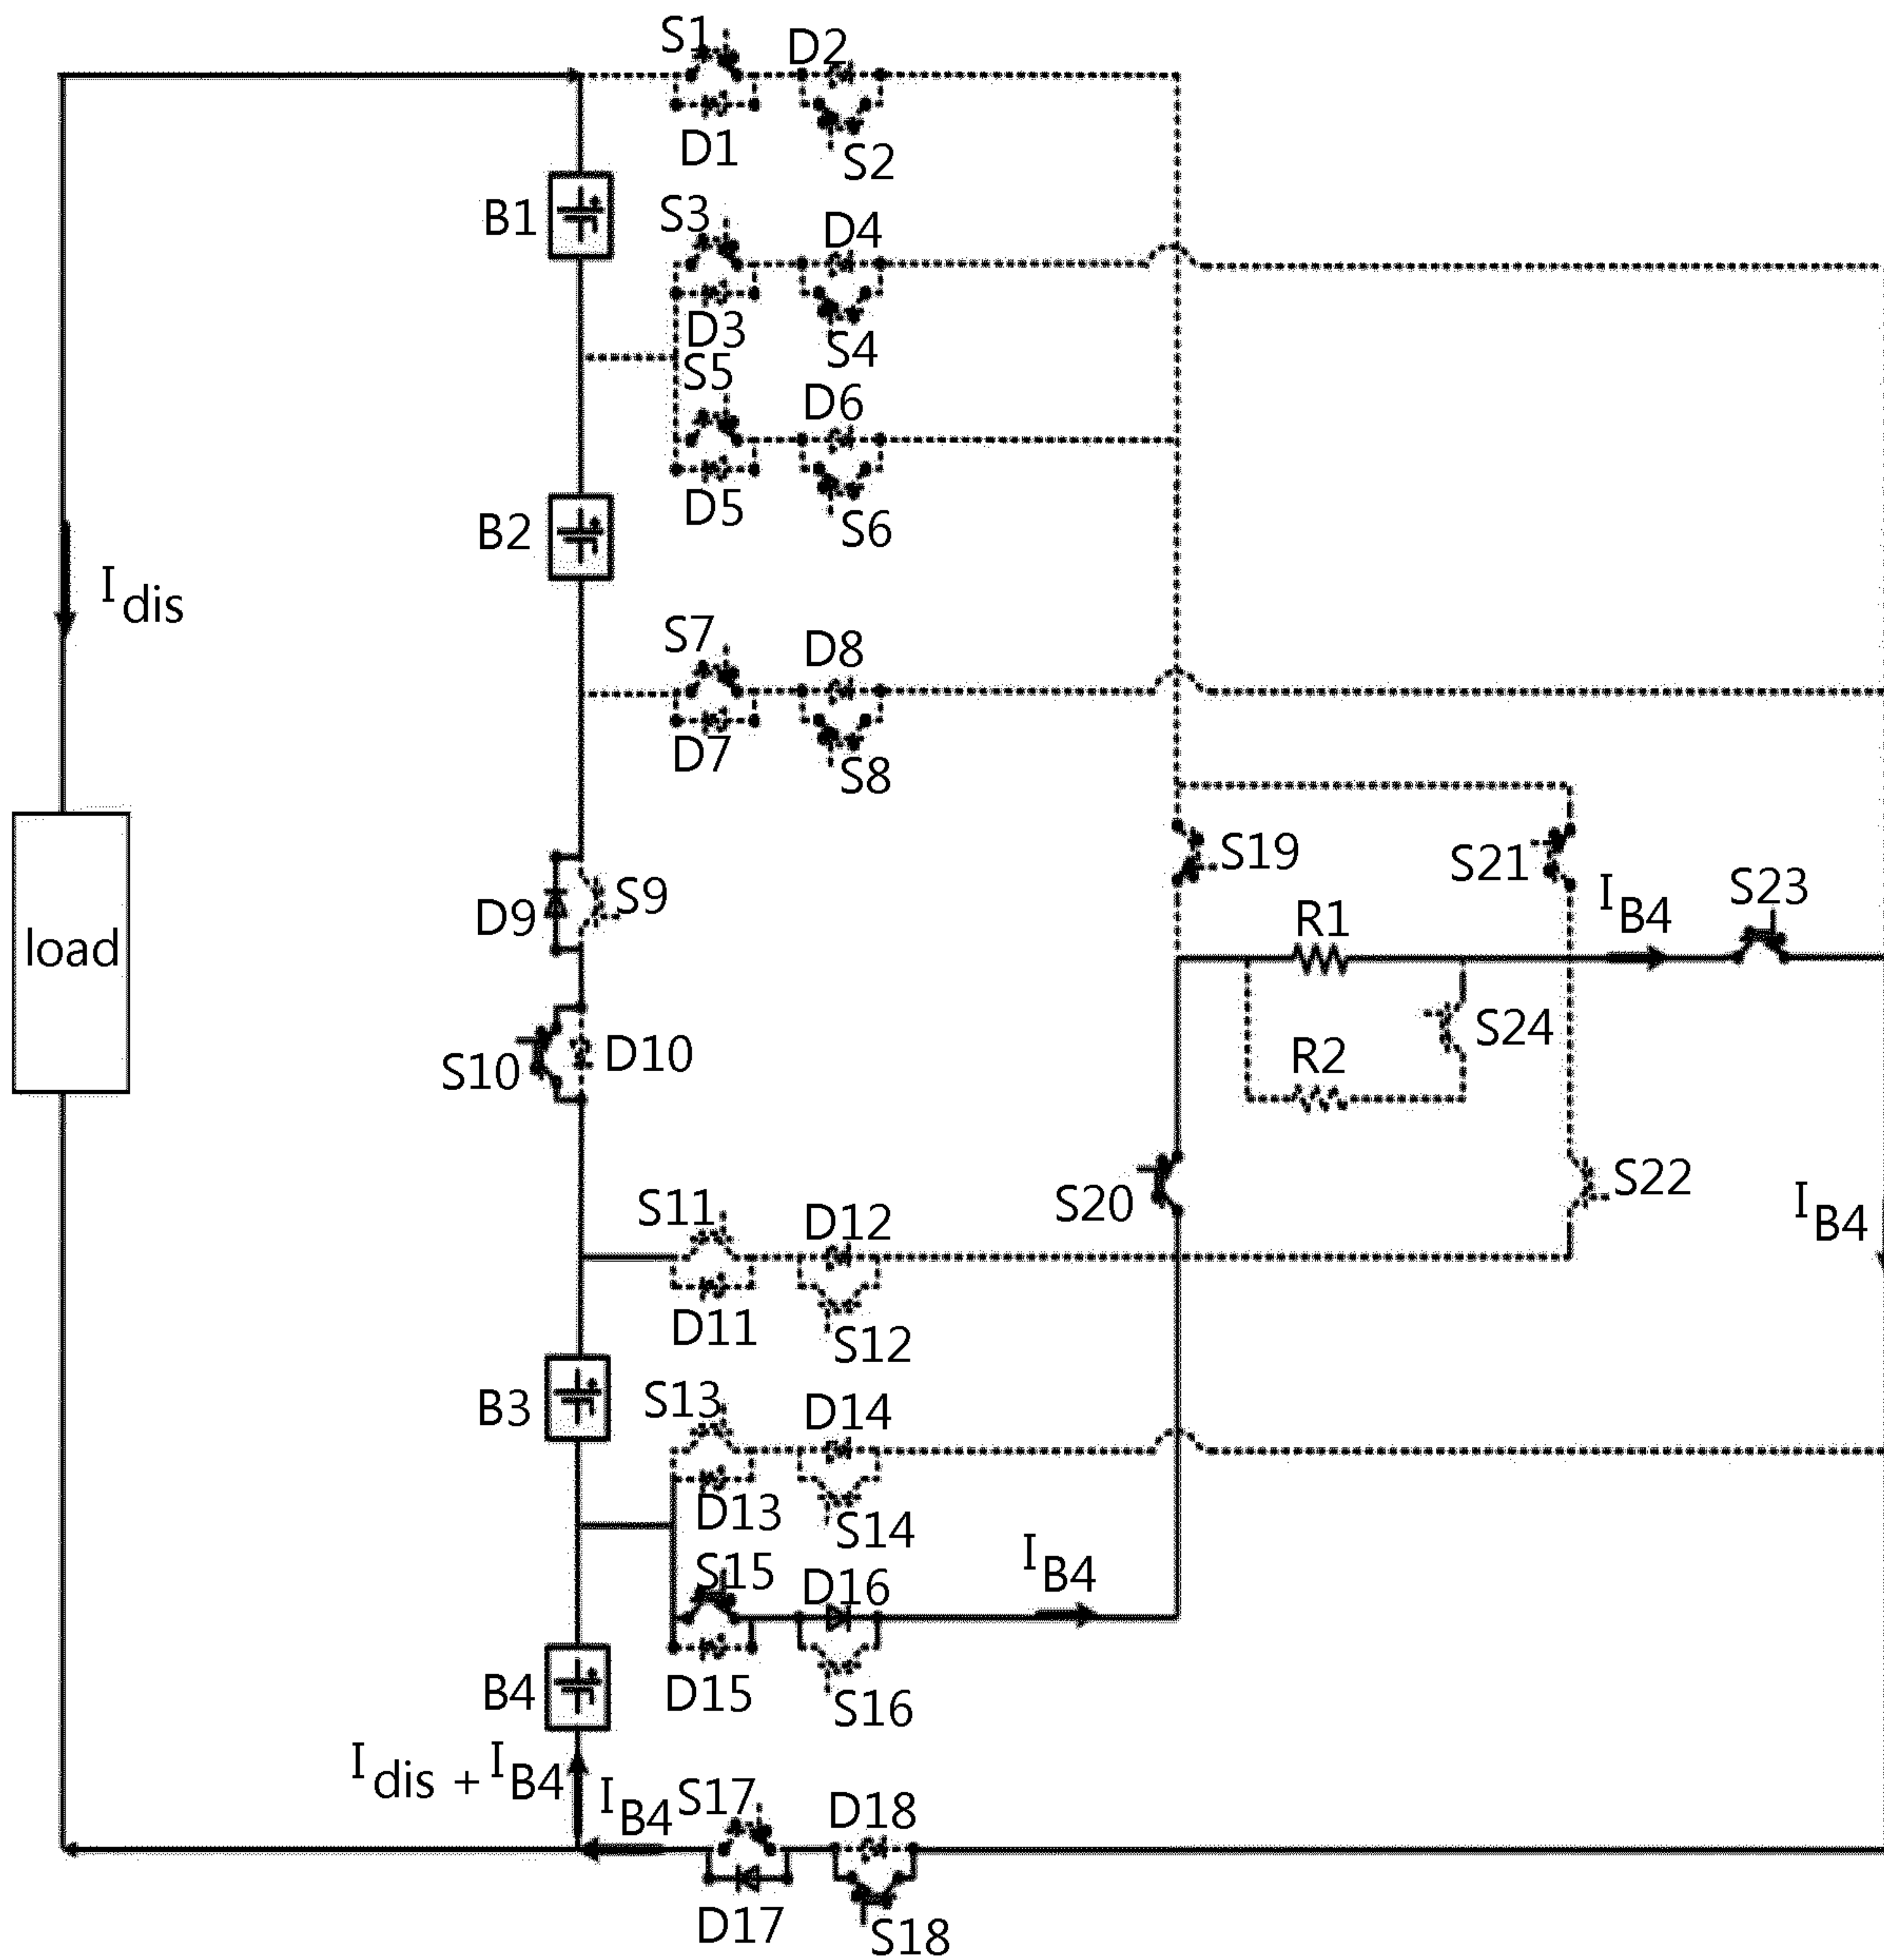 S1
D2
D1
S2
B1
S3
D4
D3
S4
S5
D6
B2
D5
S6
I dis
S7
D8
D7
S8
load
D9
S9
S19
S21
I B4
S23
R1
S10
D10
S24
R2
S20
S22
I B4
S11
D12
D11
S12
B3
S13
D14
D13
S14
S15
D16
I B4
B4
D15
S16
I dis + I B4
I B4
S17
D18
D17
S18